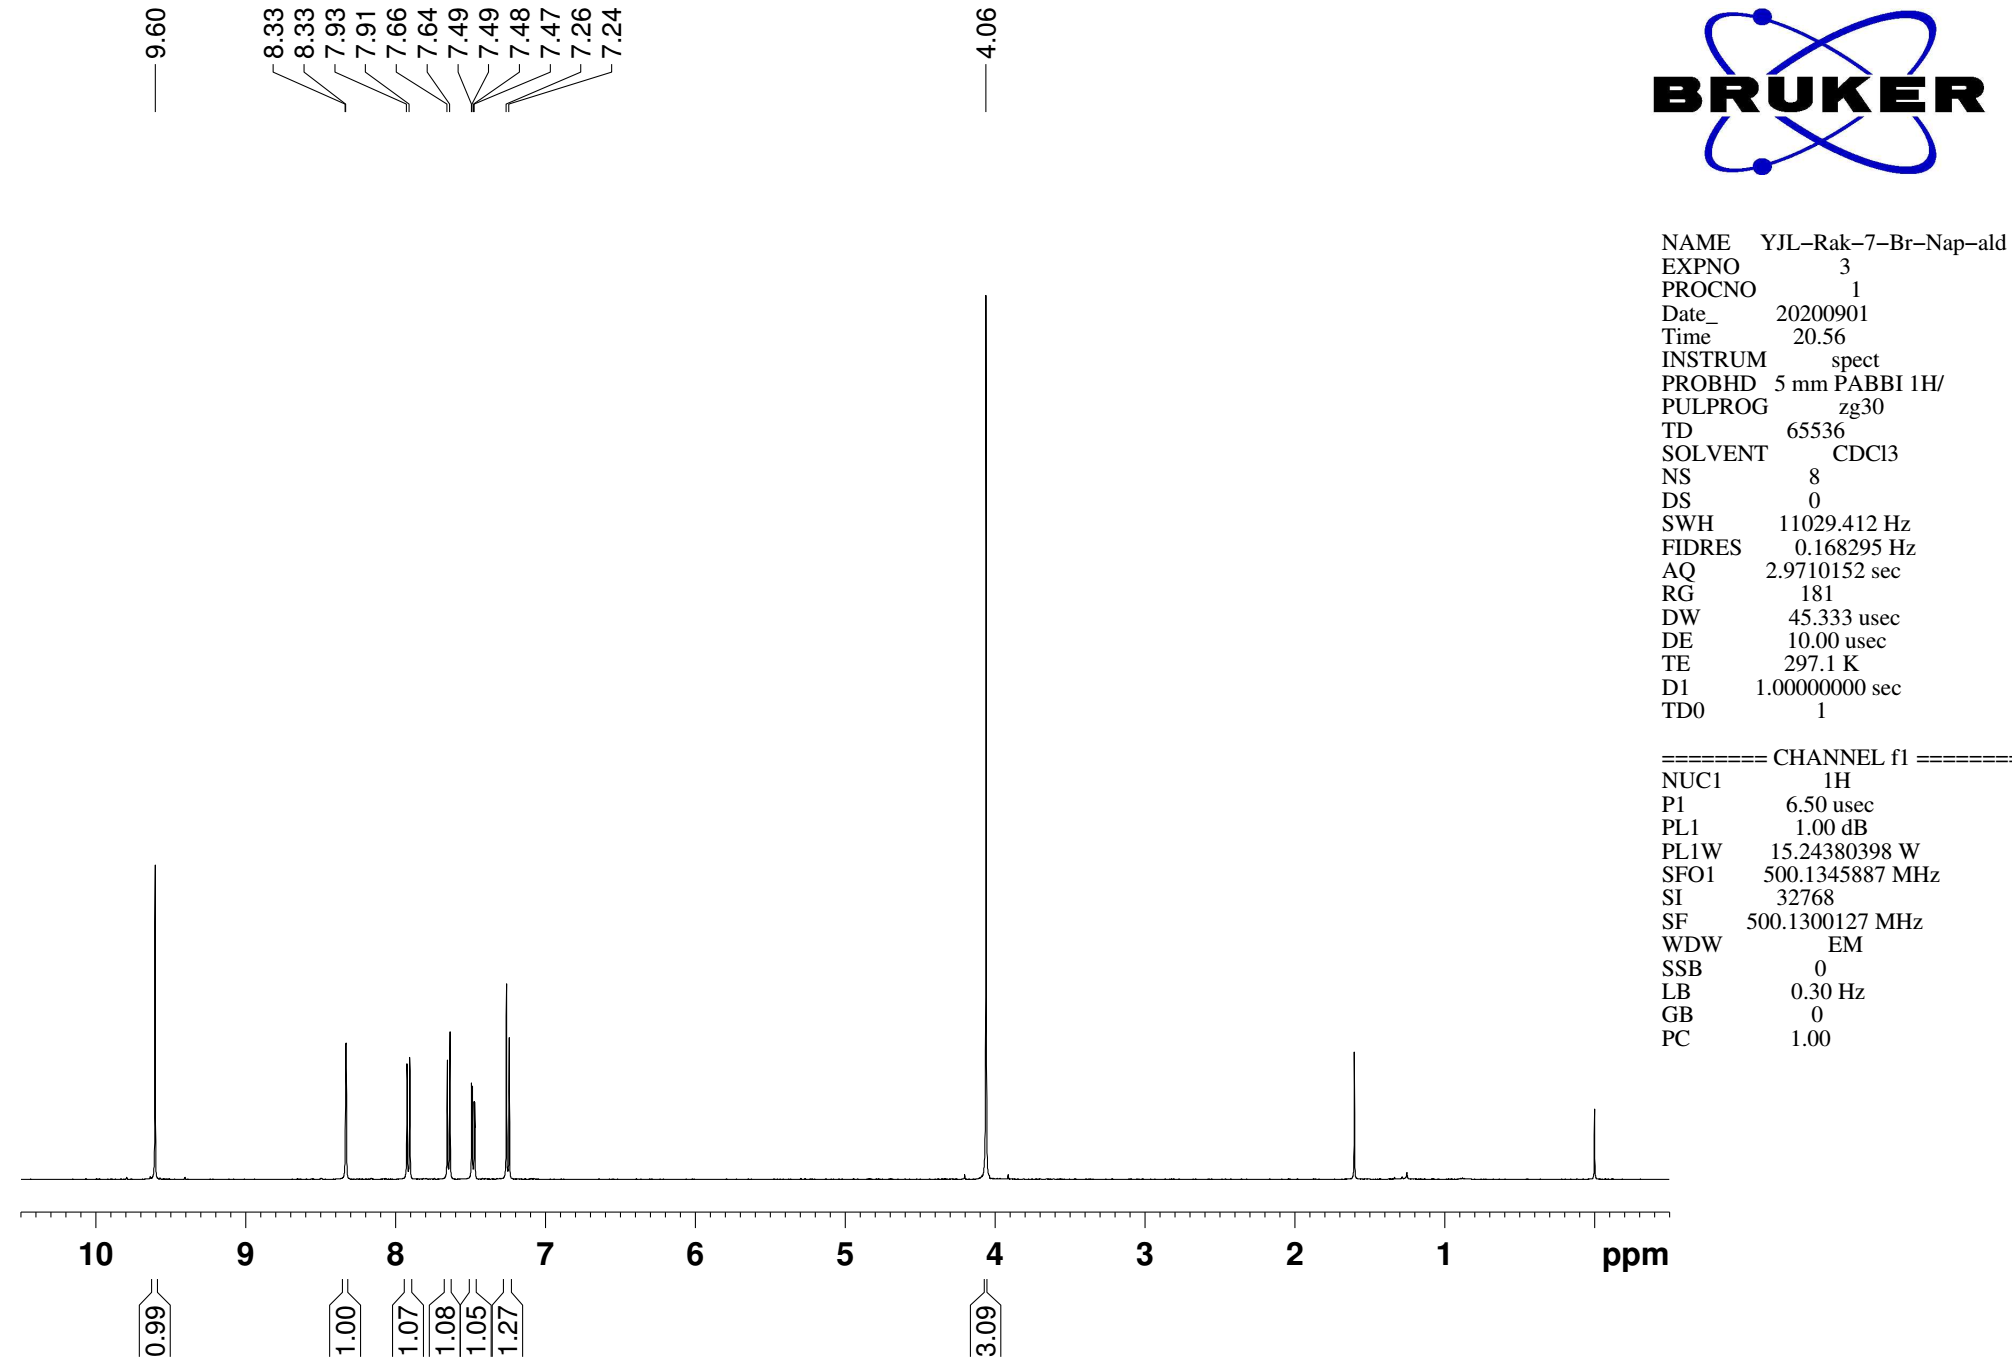 9.60
8.33
8.33
7.93
7.91
7.66
7.64
7.49
7.49
7.48
7.47
7.26
7.24
4.06
BRUKER
NAME YJL-Rak-7-Br-Nap-ald
EXPNO 3
PROCNO 1
Date_ 20200901
Time 20.56
INSTRUM spect
PROBHD 5 mm PABBI 1H/
PULPROG zg30
TD 65536
SOLVENT CDCl3
NS 8
DS 0
SWH 11029.412 Hz
FIDRES 0.168295 Hz
AQ 2.9710152 sec
RG 181
DW 45.333 usec
DE 10.00 usec
TE 297.1 K
D1 1.00000000 sec
TD0 1
======== CHANNEL f1 ========
NUC1 1H
P1 6.50 usec
PL1 1.00 dB
PL1W 15.24380398 W
SFO1 500.1345887 MHz
SI 32768
SF 500.1300127 MHz
WDW EM
SSB 0
LB 0.30 Hz
GB 0
PC 1.00
10 9 8 7 6 5 4 3 2 1 ppm
0.99
1.00
1.07
1.08
1.05
1.27
3.09